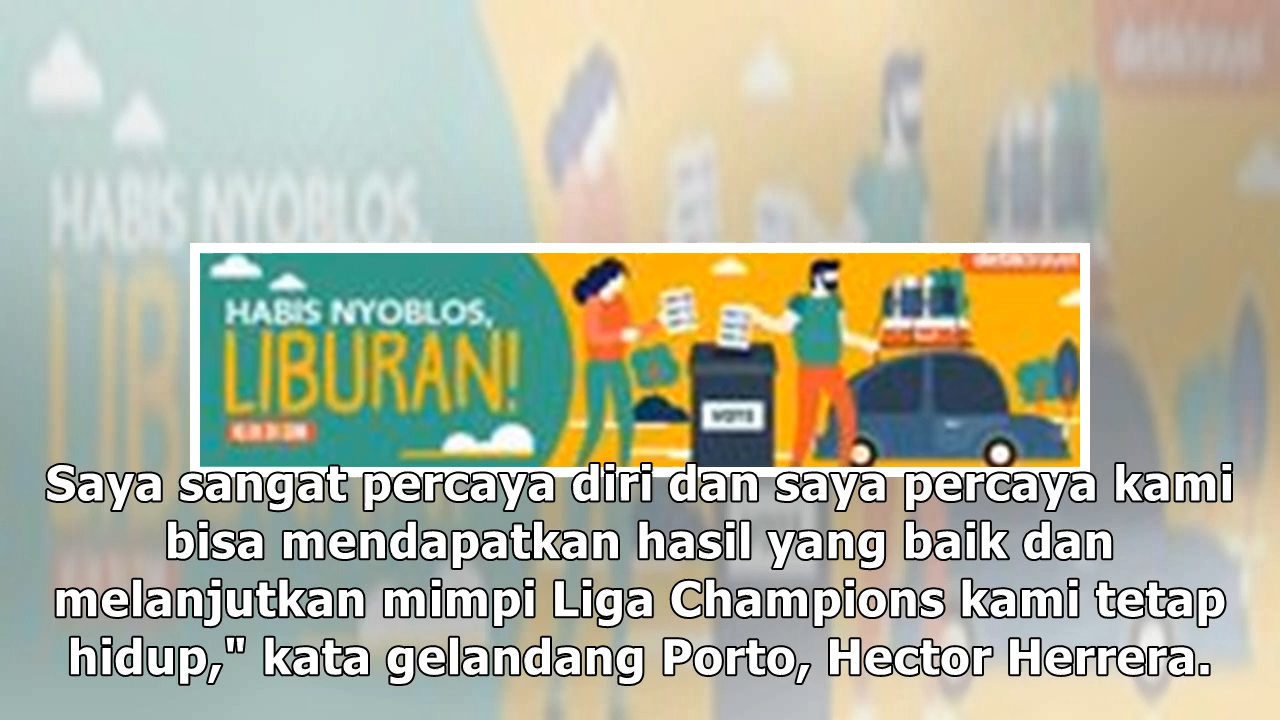 HABIS NYOBLOS,
LIBURAN!
VOTE
Saya sangat percaya diri dan saya percaya kami
bisa mendapatkan hasil yang baik dan
melanjutkan mimpi Liga Champions kami tetap
hidup," kata gelandang Porto, Hector Herrera.